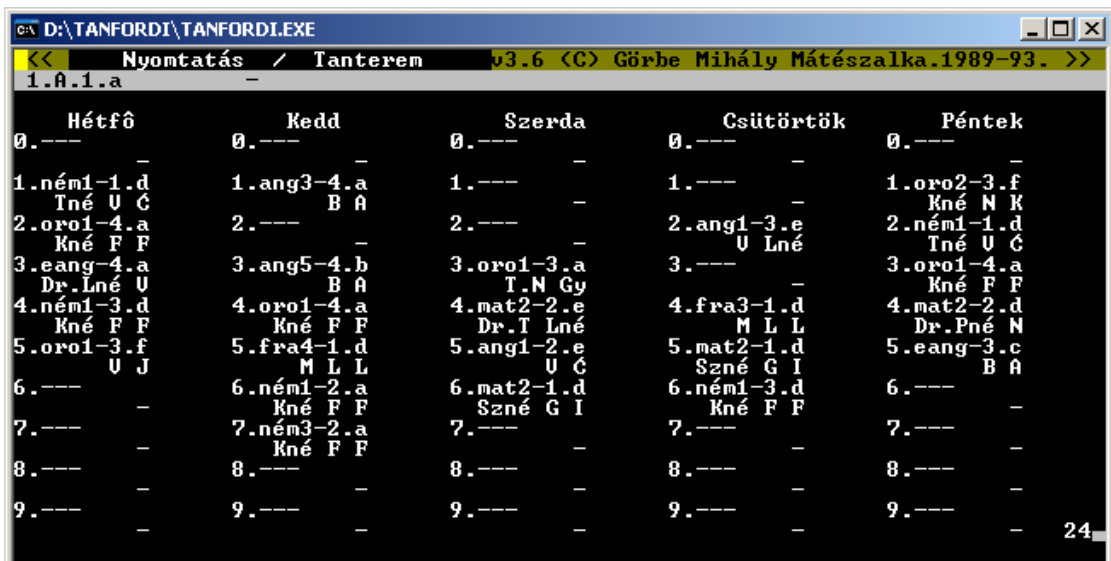 D:\TANFORDI\TANFORDI.EXE
<< Nyomtatás / Tanterem v3.6 (C) Görbe Mihály Mátészalka.1989-93. >>
1.A.1.a -
Hétfô Kedd Szerda Csütörtök Péntek
0.--- 0.--- 0.--- 0.--- 0.---
- - - - -
1.ném1-1.d 1.ang3-4.a 1.--- 1.--- 1.oro2-3.f
Tné V Ć B A - - Kné N K
2.oro1-4.a 2.--- 2.--- 2.ang1-3.e 2.ném1-1.d
Kné F F - - V Lné Tné V Ć
3.eang-4.a 3.ang5-4.b 3.oro1-3.a 3.--- 3.oro1-4.a
Dr.Lné V B A T.N Gy - Kné F F
4.ném1-3.d 4.oro1-4.a 4.mat2-2.e 4.fra3-1.d 4.mat2-2.d
Kné F F Kné F F Dr.T Lné M L L Dr.Pné N
5.oro1-3.f 5.fra4-1.d 5.ang1-2.e 5.mat2-1.d 5.eang-3.c
V J M L L V Ć Szné G I B A
6.--- 6.ném1-2.a 6.mat2-1.d 6.ném1-3.d 6.---
- Kné F F Szné G I Kné F F -
7.--- 7.ném3-2.a 7.--- 7.--- 7.---
- Kné F F - - -
8.--- 8.--- 8.--- 8.--- 8.---
- - - - -
9.--- 9.--- 9.--- 9.--- 9.---
- - - - - 24